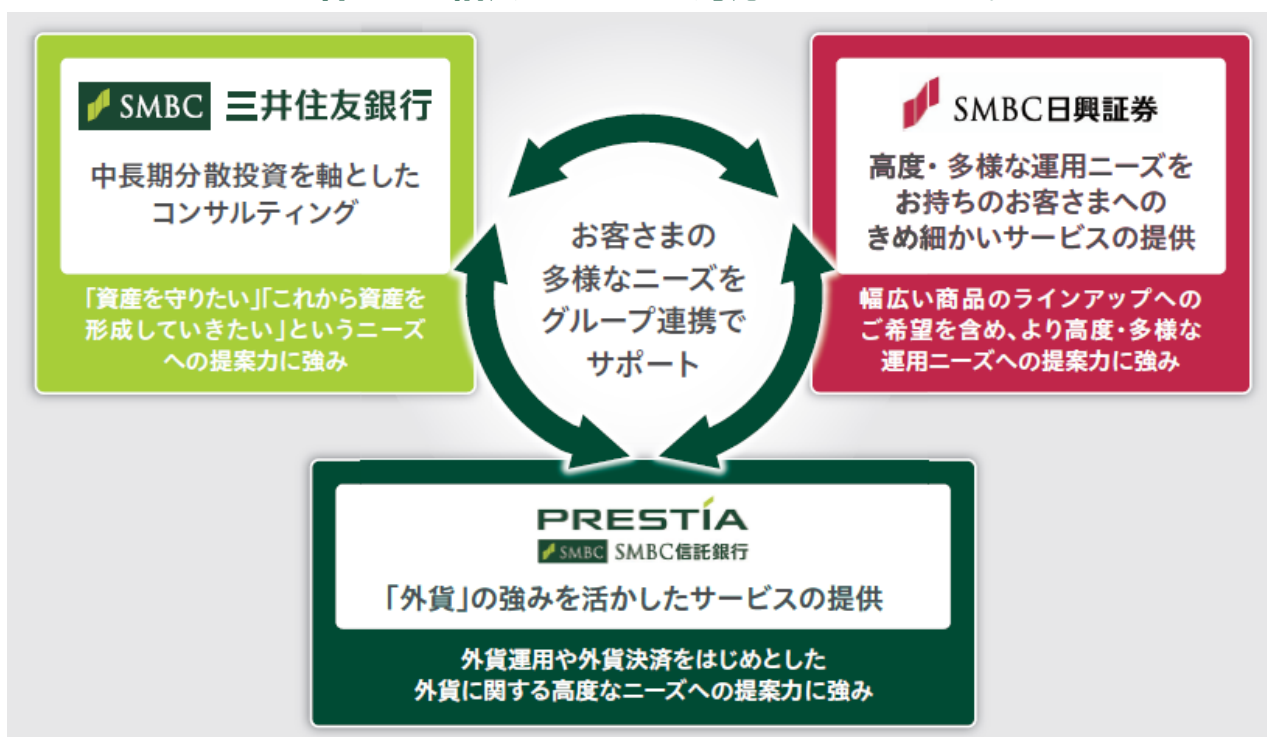 SMBC 三井住友銀行
中長期分散投資を軸とした
コンサルティング
「資産を守りたい」「これから資産を
形成していきたい」というニーズ
への提案力に強み
SMBC日興証券
高度・多様な運用ニーズを
お持ちのお客さまへの
きめ細かいサービスの提供
幅広い商品のラインアップへの
ご希望を含め、より高度・多様な
運用ニーズへの提案力に強み
お客さまの
多様なニーズを
グループ連携で
サポート
PRESTÍA
SMBC SMBC信託銀行
「外貨」の強みを活かしたサービスの提供
外貨運用や外貨決済をはじめとした
外貨に関する高度なニーズへの提案力に強み